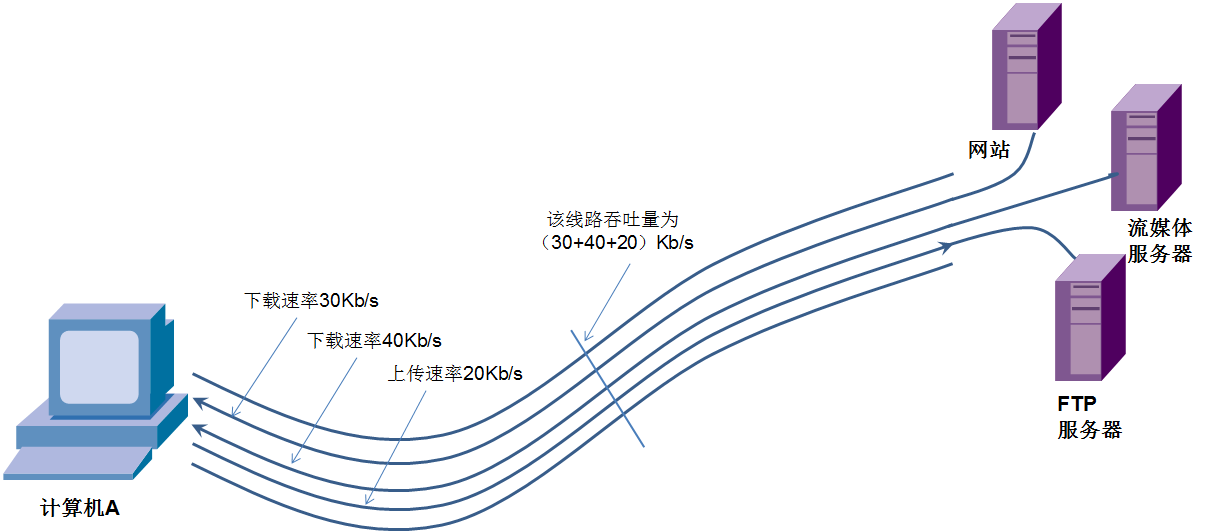 网站
流媒体
服务器
该线路吞吐量为
（30+40+20）Kb/s
下载速率30Kb/s
下载速率40Kb/s
上传速率20Kb/s
FTP
服务器
计算机A